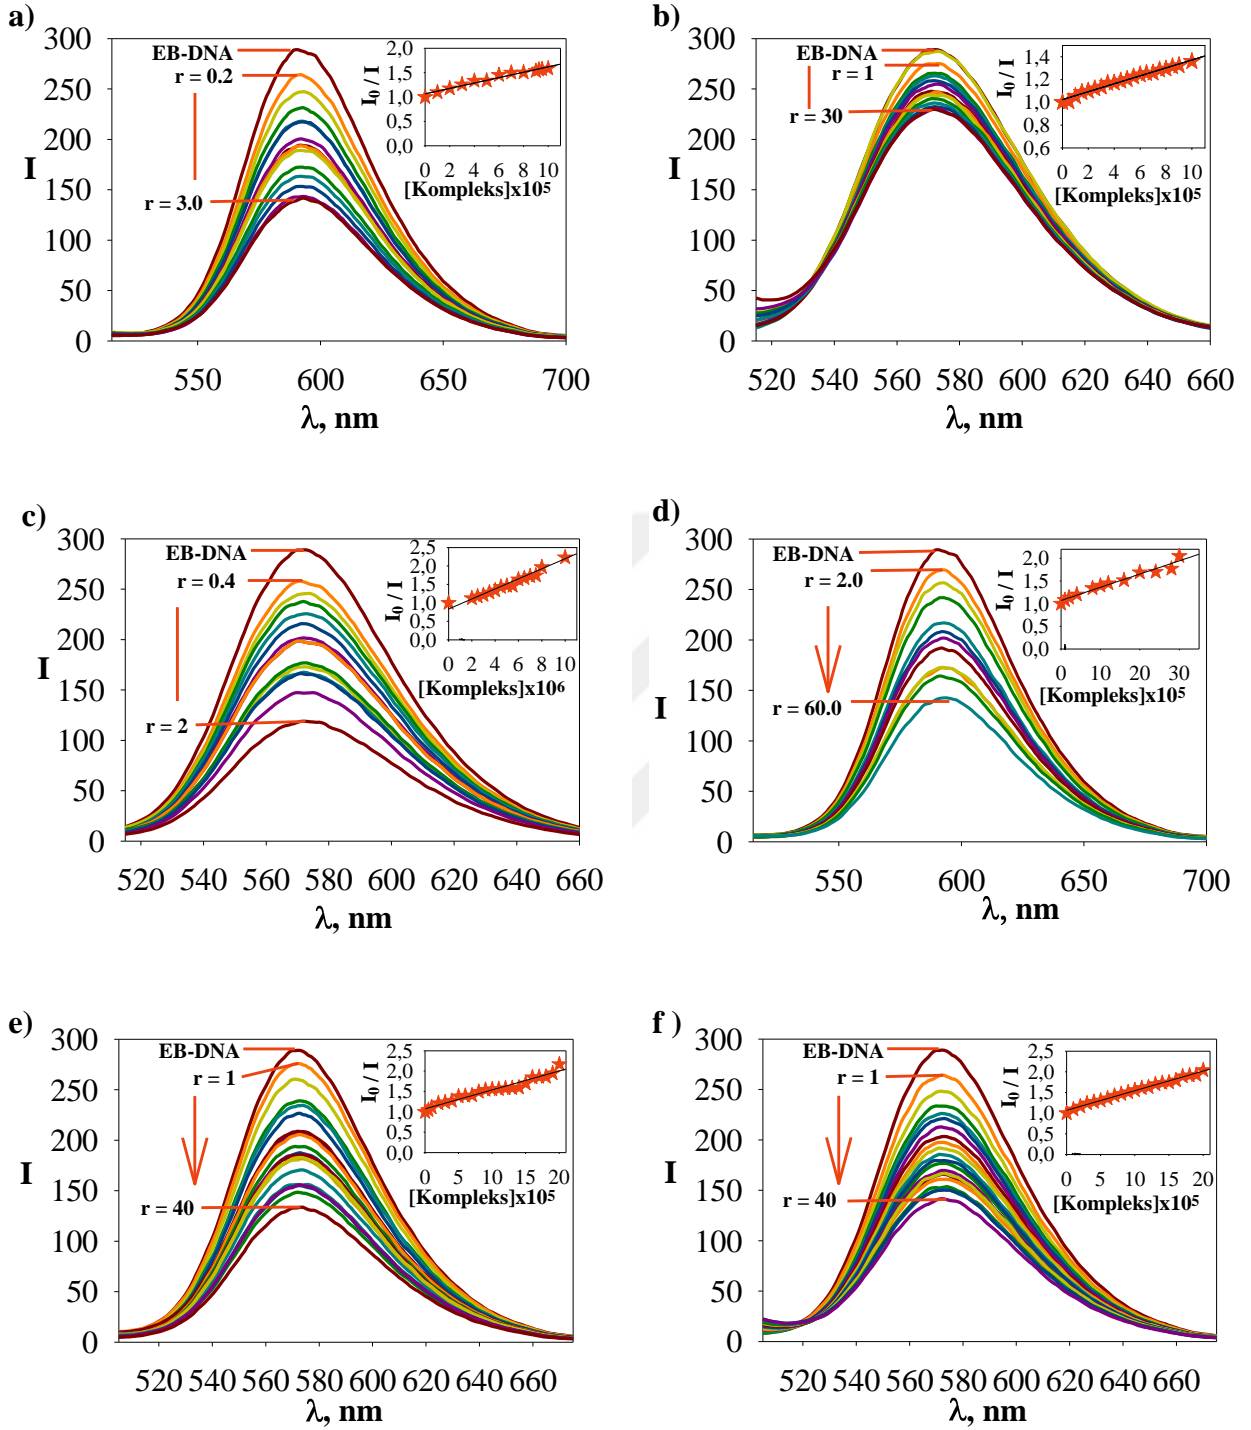 a)
300
250
200
150
100
50
0
I
EB-DNA
r = 0.2
r = 3.0
550 600 650 700
λ, nm
I0 / I
2,0
1,5
1,0
0,5
0,0
0 2 4 6 8 10
[Kompleks]x10⁵
b)
300
250
200
150
100
50
0
I
EB-DNA
r = 1
r = 30
520 540 560 580 600 620 640 660
λ, nm
I0 / I
1,4
1,2
1,0
0,8
0,6
0 2 4 6 8 10
[Kompleks]x10⁵
c)
300
250
200
150
100
50
0
I
EB-DNA
r = 0.4
r = 2
520 540 560 580 600 620 640 660
λ, nm
I0 / I
2,5
2,0
1,5
1,0
0,5
0,0
0 2 4 6 8 10
[Kompleks]x10⁶
d)
300
250
200
150
100
50
0
I
EB-DNA
r = 2.0
r = 60.0
550 600 650 700
λ, nm
I0 / I
2,0
1,5
1,0
0,5
0,0
0 10 20 30
[Kompleks]x10⁵
e)
300
250
200
150
100
50
0
I
EB-DNA
r = 1
r = 40
520 540 560 580 600 620 640 660
λ, nm
I0 / I
2,5
2,0
1,5
1,0
0,5
0,0
0 5 10 15 20
[Kompleks]x10⁵
f )
300
250
200
150
100
50
0
I
EB-DNA
r = 1
r = 40
520 540 560 580 600 620 640 660
λ, nm
I0 / I
2,5
2,0
1,5
1,0
0,5
0,0
0 5 10 15 20
[Kompleks]x10⁵